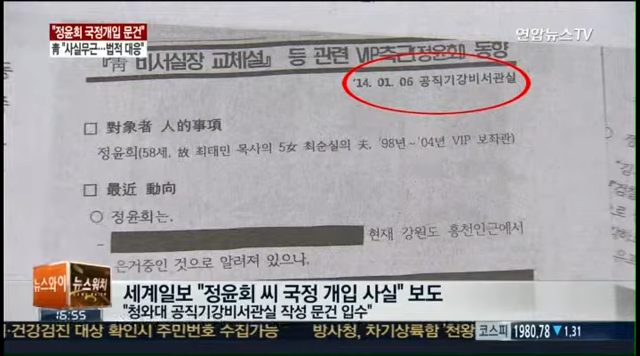 "정윤회 국정개입 문건"
靑 "사실무근…법적 대응"
연합뉴스TV
『靑 비서실장 교체설』 등 관련 VIP측근(정윤회) 동향
'14. 01. 06 공직기강비서관실
□ 對象者 人的事項
정윤회(58세, 故 최태민 목사의 5女 최순실의 夫, '98년~'04년 VIP 보좌관)
□ 最近 動向
○ 정윤회는,
- 현재 강원도 홍천인근에서
은거중인 것으로 알려져 있으나,
뉴스와이 뉴스워치
16:55
세계일보 "정윤회 씨 국정 개입 사실" 보도
"청와대 공직기강비서관실 작성 문건 입수"
·건강검진 대상 확인시 주민번호 수집가능
방사청, 차기상륙함 '천왕
코스피 1980,78 ▼1,31